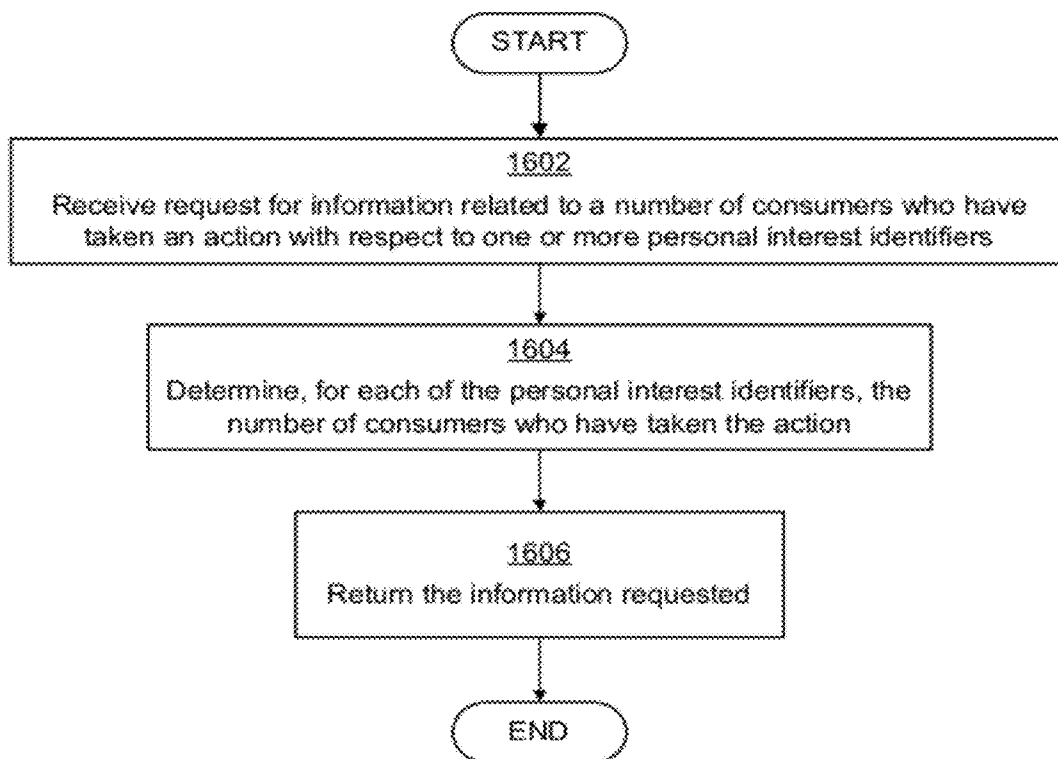 START
1602
Receive request for information related to a number of consumers who have
taken an action with respect to one or more personal interest identifiers
1604
Determine, for each of the personal interest identifiers, the
number of consumers who have taken the action
1606
Return the information requested
END